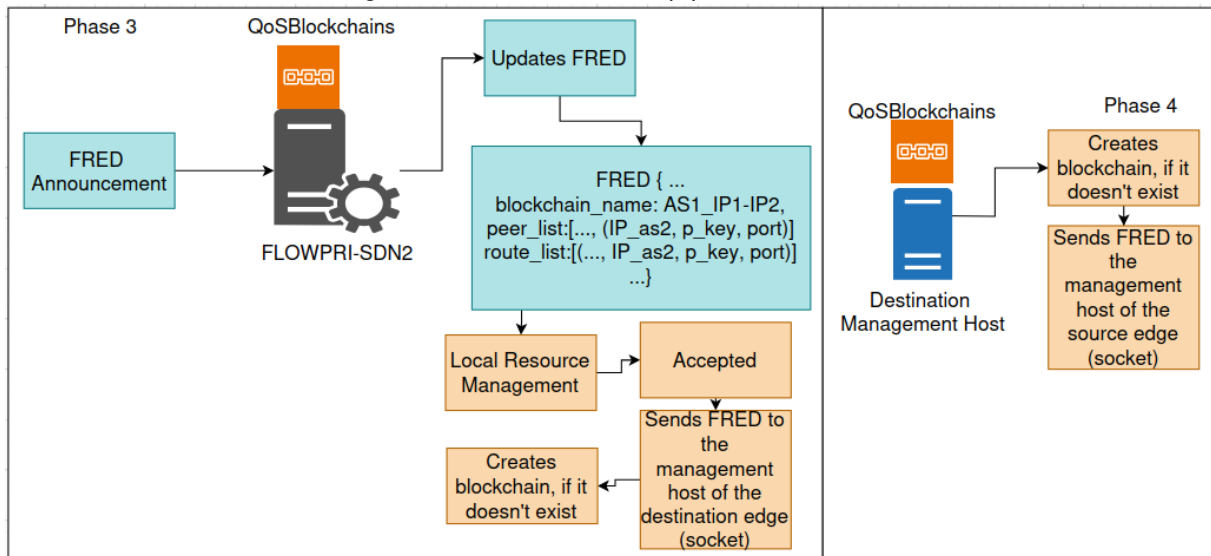 Phase 3
QoSBlockchains
FRED
Announcement
FLOWPRI-SDN2
Updates FRED
FRED { ...
blockchain_name: AS1_IP1-IP2,
peer_list:[..., (IP_as2, p_key, port)]
route_list:[(..., IP_as2, p_key, port)]
...}
Local Resource
Management
Accepted
Sends FRED to
the
management
host of the
destination edge
(socket)
Creates
blockchain, if it
doesn't exist
Phase 4
QoSBlockchains
Destination
Management Host
Creates
blockchain, if it
doesn't exist
Sends FRED to
the
management
host of the
source edge
(socket)